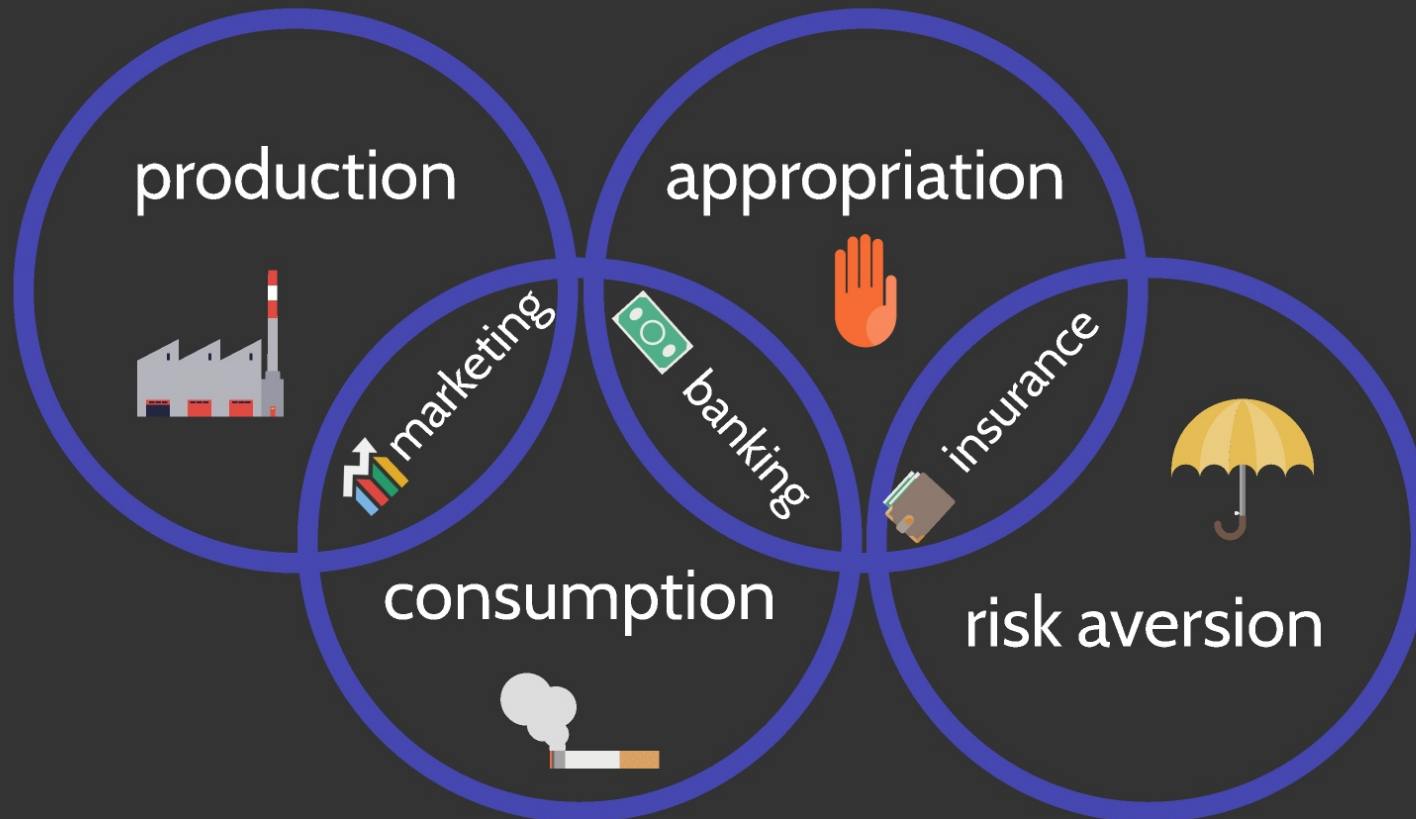 production
appropriation
marketing
banking
insurance
consumption
risk aversion